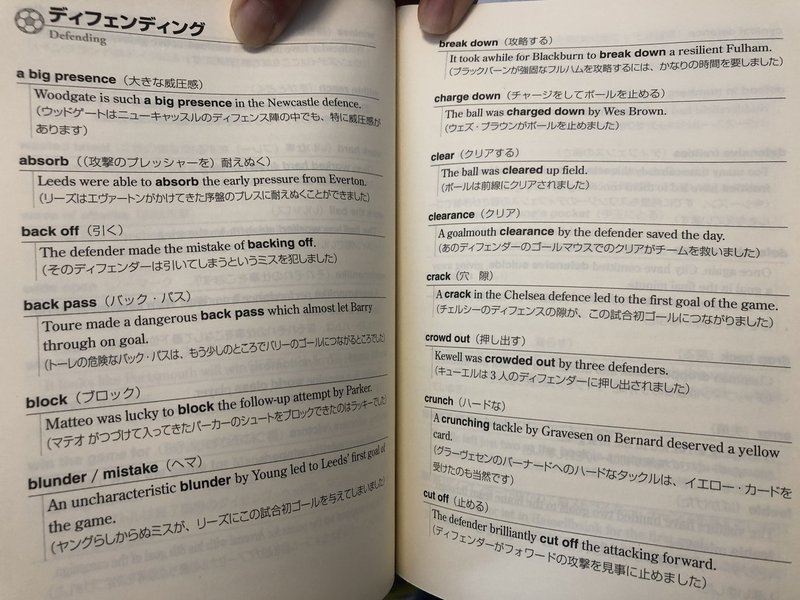 ディフェンディング
Defending
a big presence（大きな威圧感）
Woodgate is such a big presence in the Newcastle defence.
（ウッドゲートはニューキャッスルのディフェンス陣の中でも、特に威圧感が
あります）
absorb（（攻撃のプレッシャーを）耐えぬく）
Leeds were able to absorb the early pressure from Everton.
（リーズはエヴァートンがかけてきた序盤のプレスに耐えぬくことができました）
back off（引く）
The defender made the mistake of backing off.
（そのディフェンダーは引いてしまうというミスを犯しました）
back pass（バック・パス）
Toure made a dangerous back pass which almost let Barry
through on goal.
（トーレの危険なバック・パスは、もう少しのところでバリーのゴールにつながるところでした）
block（ブロック）
Matteo was lucky to block the follow-up attempt by Parker.
（マテオ がつづけて入ってきたパーカーのシュートをブロックできたのはラッキーでした）
blunder / mistake（ヘマ）
An uncharacteristic blunder by Young led to Leeds' first goal of
the game.
（ヤングらしからぬミスが、リーズにこの試合初ゴールを与えてしまいました）
break down（攻略する）
It took awhile for Blackburn to break down a resilient Fulham.
（ブラックバーンが強固なフルハムを攻略するには、かなりの時間を要しました）
charge down（チャージをしてボールを止める）
The ball was charged down by Wes Brown.
（ウェズ・ブラウンがボールを止めました）
clear（クリアする）
The ball was cleared up field.
（ボールは前線にクリアされました）
clearance（クリア）
A goalmouth clearance by the defender saved the day.
（あのディフェンダーのゴールマウスでのクリアがチームを救いました）
crack（穴　隙）
A crack in the Chelsea defence led to the first goal of the game.
（チェルシーのディフェンスの隙が、この試合初ゴールにつながりました）
crowd out（押し出す）
Kewell was crowded out by three defenders.
（キューエルは３人のディフェンダーに押し出されました）
crunch（ハードな）
A crunching tackle by Gravesen on Bernard deserved a yellow
card.
（グラーヴェセンのバーナードへのハードなタックルは、イエロー・カードを
受けたのも当然です）
cut off（止める）
The defender brilliantly cut off the attacking forward.
（ディフェンダーがフォワードの攻撃を見事に止めました）